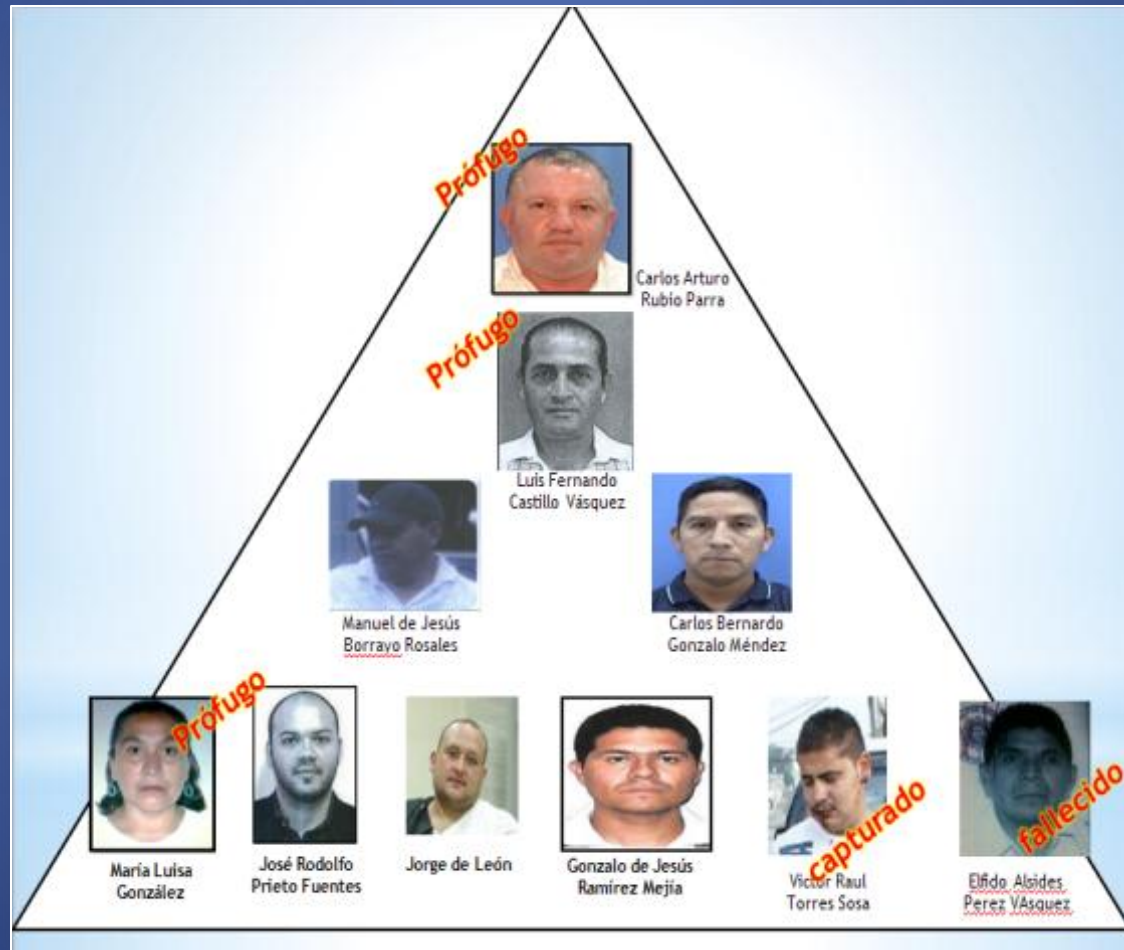 Prófugo
Carlos Arturo
Rubio Parra
Prófugo
Luis Fernando
Castillo Vásquez
Manuel de Jesús
Borrayo Rosales
Carlos Bernardo
Gonzalo Méndez
Prófugo
María Luisa
González
José Rodolfo
Prieto Fuentes
Jorge de León
Gonzalo de Jesús
Ramírez Mejía
capturado
Victor Raul
Torres Sosa
fallecido
Elfido Alsides
Perez VAsquez